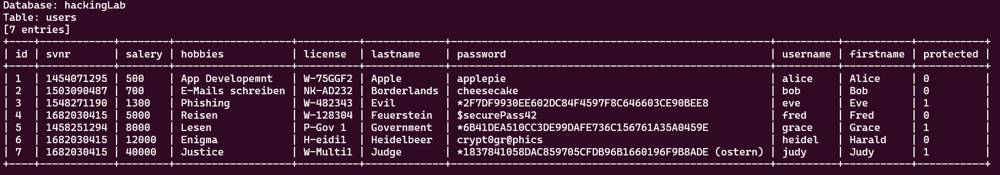 Database: hackingLab
Table: users
[7 entries]
+----+------------+--------+-------------------+----------+-------------+----------------------------------------------------+----------+-----------+-----------+
| id | svnr | salery | hobbies | license | lastname | password | username | firstname | protected |
+----+------------+--------+-------------------+----------+-------------+----------------------------------------------------+----------+-----------+-----------+
| 1 | 1454071295 | 500 | App Developemnt | W-75GGF2 | Apple | applepie | alice | Alice | 0 |
| 2 | 1503090487 | 700 | E-Mails schreiben | NK-AD232 | Borderlands | cheesecake | bob | Bob | 0 |
| 3 | 1548271190 | 1300 | Phishing | W-482343 | Evil | *2F7DF9930EE602DC84F4597F8C646603CE90BEE8 | eve | Eve | 1 |
| 4 | 1682030415 | 5000 | Reisen | W-128304 | Feuerstein | $securePass42 | fred | Fred | 0 |
| 5 | 1458251294 | 8000 | Lesen | P-Gov 1 | Government | *6B41DEA510CC3DE99DAFE736C156761A35A0459E | grace | Grace | 1 |
| 6 | 1682030415 | 12000 | Enigma | H-eidi1 | Heidelbeer | crypt0gr@phics | heidel | Harald | 0 |
| 7 | 1682030415 | 40000 | Justice | W-Multi1 | Judge | *1837841058DAC859705CFDB96B1660196F9B8ADE (ostern) | judy | Judy | 1 |
+----+------------+--------+-------------------+----------+-------------+----------------------------------------------------+----------+-----------+-----------+